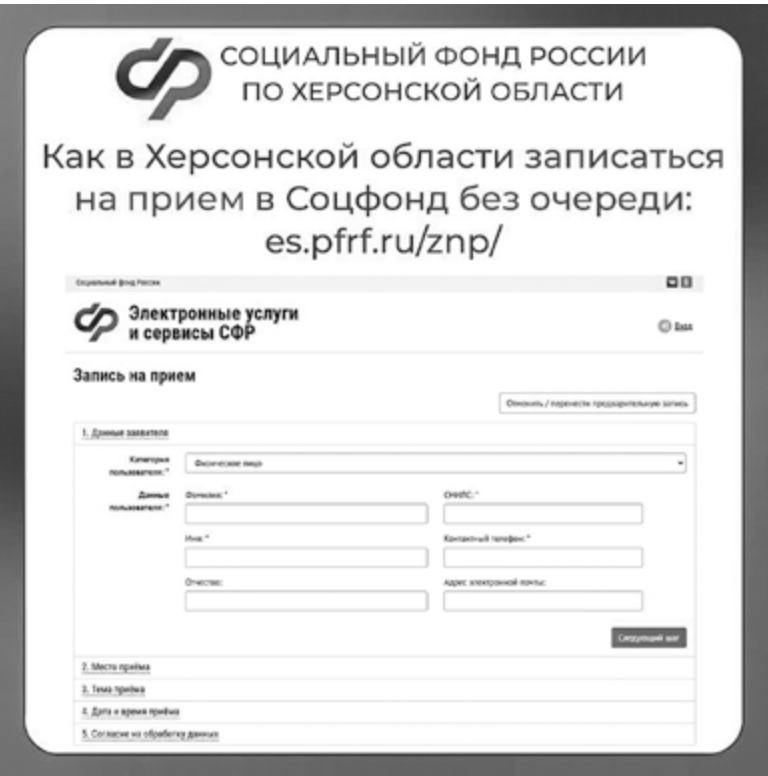 СОЦИАЛЬНЫЙ ФОНД РОССИИ
ПО ХЕРСОНСКОЙ ОБЛАСТИ
Как в Херсонской области записаться
на прием в Соцфонд без очереди:
es.pfrf.ru/znp/
Социальный фонд России
Электронные услуги
и сервисы СФР
Вход
Запись на прием
Отменить / перенести предварительную запись
1. Данные заявителя
Категория
пользователя: *
Физическое лицо
Данные
пользователя: *
Фамилия: *
СНИЛС: *
Имя: *
Контактный телефон: *
Отчество:
Адрес электронной почты:
Следующий шаг
2. Место приёма
3. Тема приёма
4. Дата и время приёма
5. Согласие на обработку данных